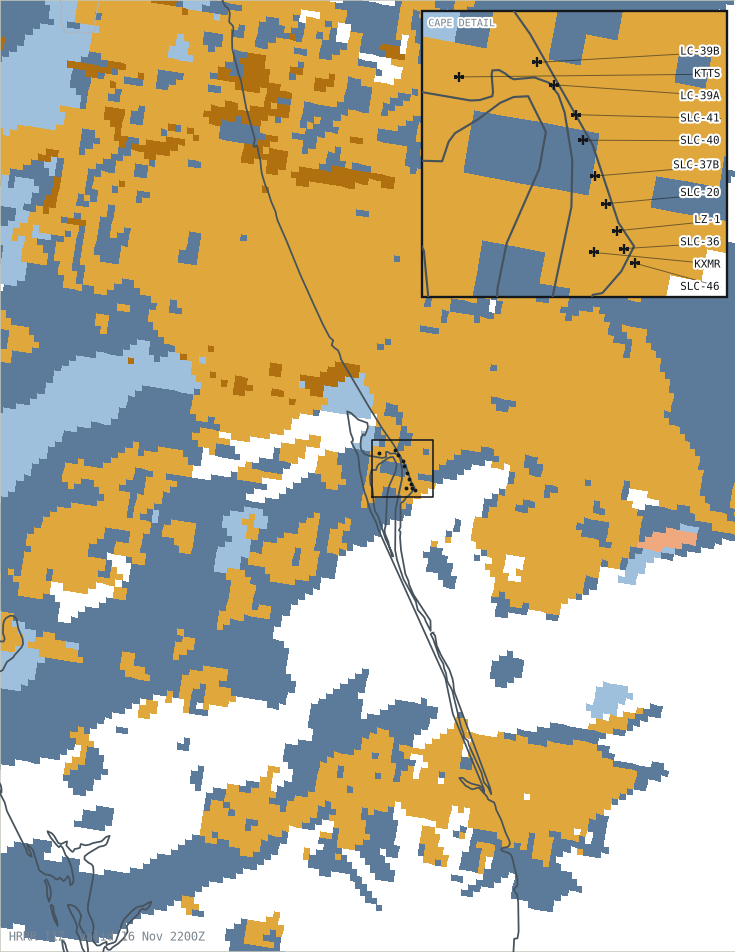 CAPE DETAIL
LC-39B
KTTS
LC-39A
SLC-41
SLC-40
SLC-37B
SLC-20
LZ-1
SLC-36
KXMR
SLC-46
16 Nov 2200Z